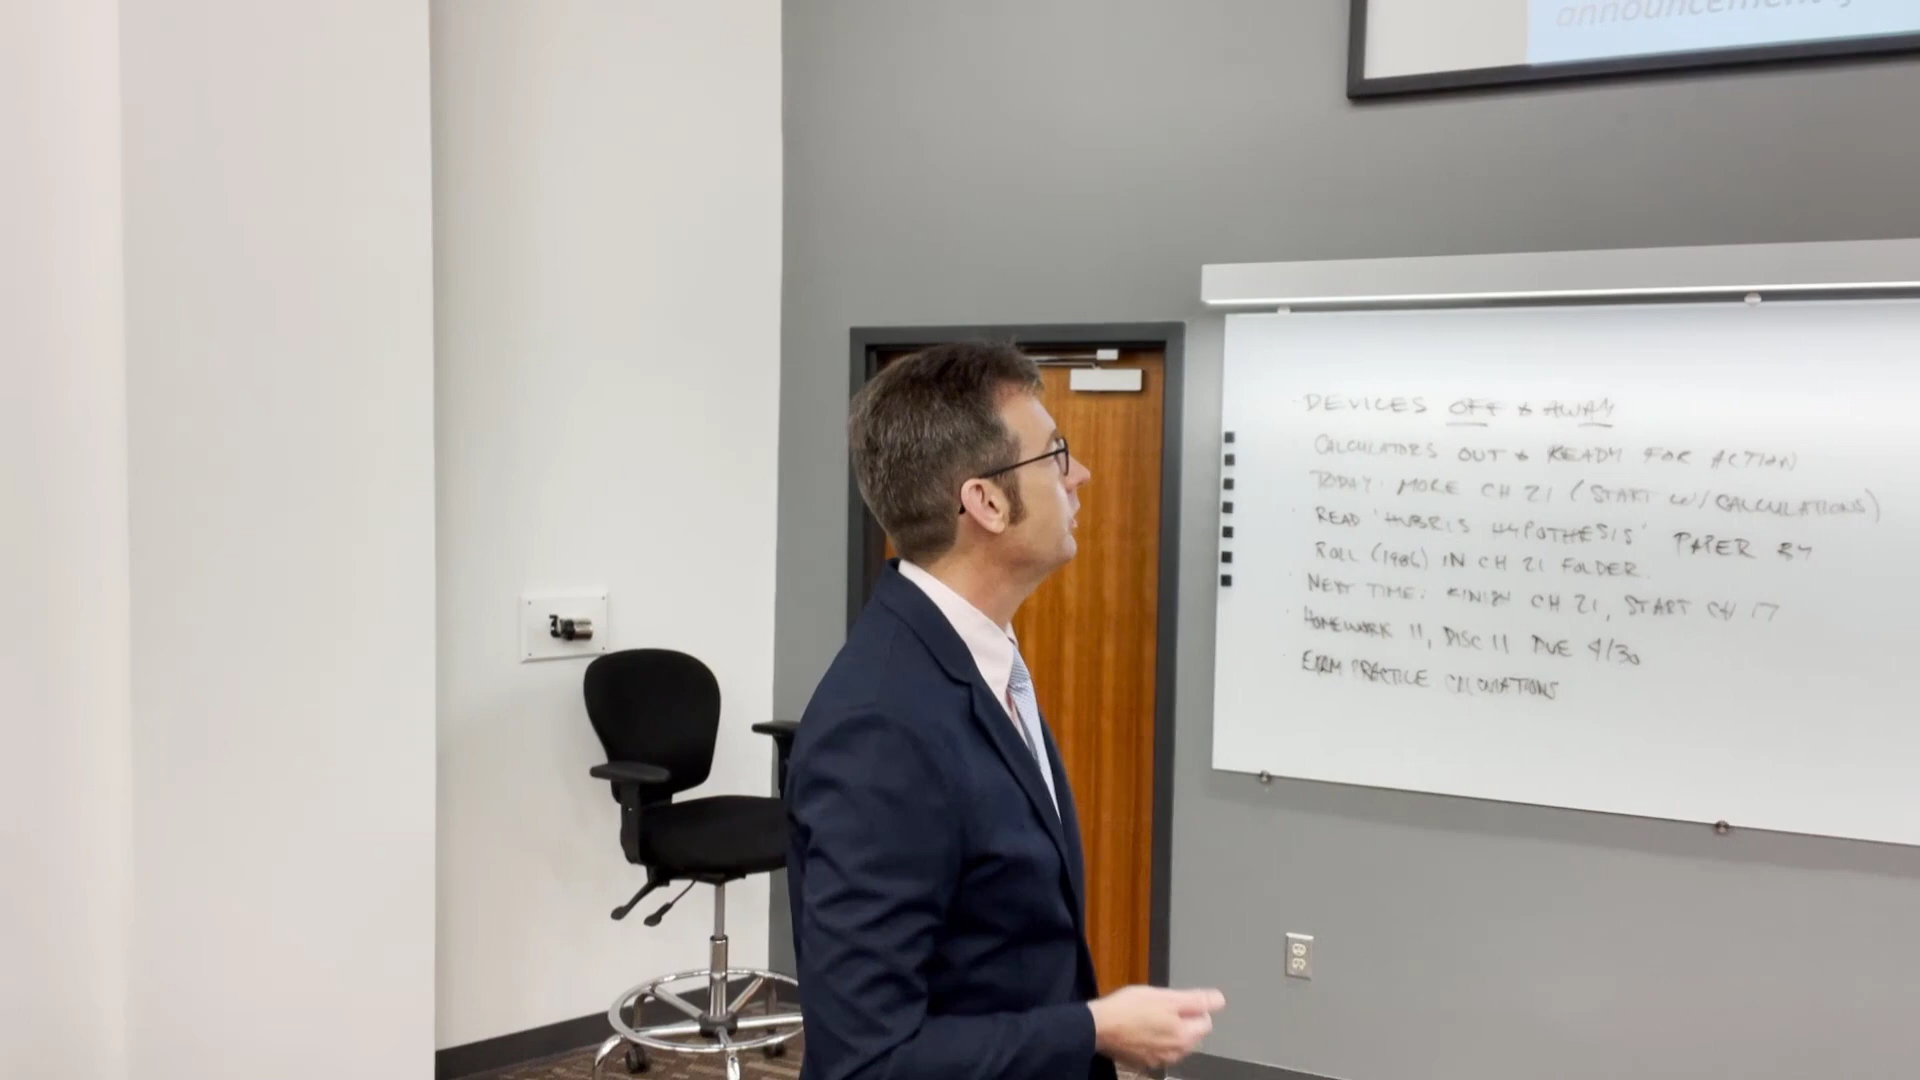 announcement
DEVICES OFF & AWAY
CALCULATORS OUT & READY FOR ACTION
TODAY: MORE CH 21 (START W/ CALCULATIONS)
READ 'HUBRIS HYPOTHESIS' PAPER BY
ROLL (1986) IN CH 21 FOLDER.
NEXT TIME: FINISH CH 21, START CH 17
HOMEWORK 11, DISC 11 DUE 4/30
EXAM PRACTICE CALCULATIONS